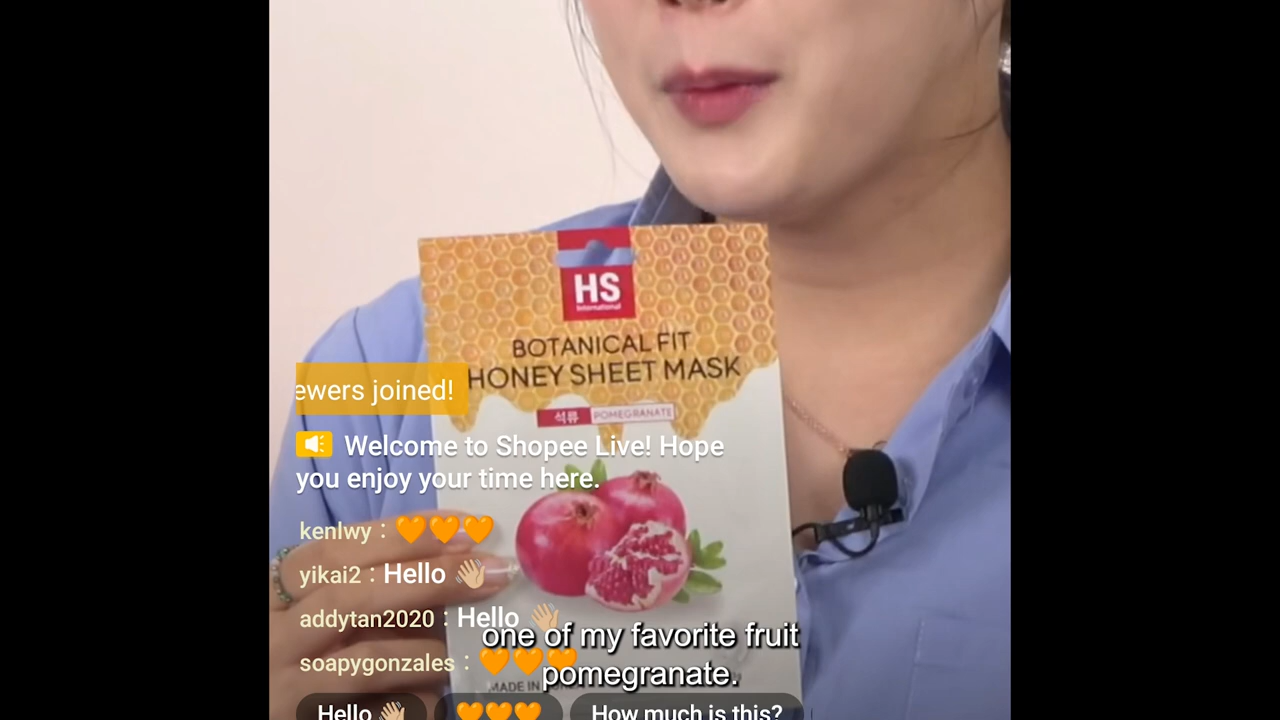 HS
International
BOTANICAL FIT
HONEY SHEET MASK
석류 POMEGRANATE
ewers joined!
Welcome to Shopee Live! Hope
you enjoy your time here.
kenlwy : 🧡🧡🧡
yikai2 : Hello 👋🏼
addytan2020 : Hello 👋🏼
soapygonzales : 🧡🧡🧡
one of my favorite fruit
pomegranate.
MADE IN
Hello 👋🏼 🧡🧡🧡 How much is this?